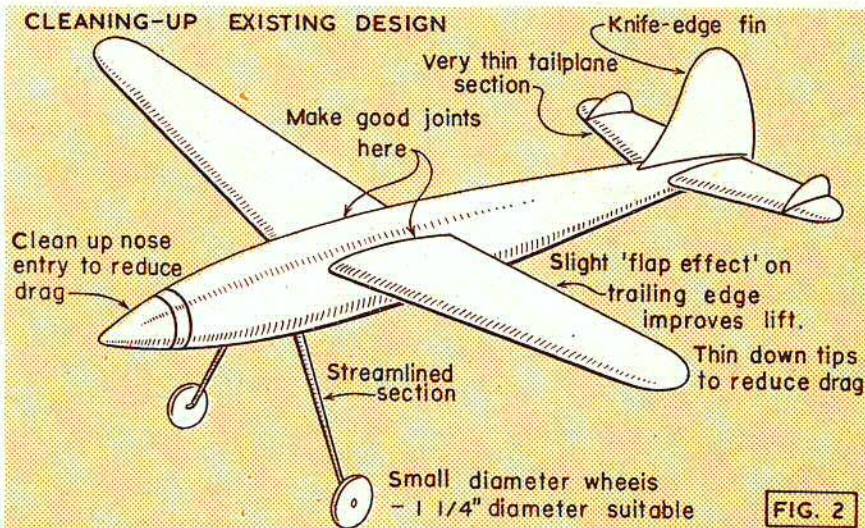 CLEANING-UP EXISTING DESIGN
Knife-edge fin
Very thin tailplane
section
Make good joints
here
Clean up nose
entry to reduce
drag
Slight 'flap effect' on
trailing edge
improves lift.
Thin down tips
to reduce drag
Streamlined
section
Small diameter wheels
- 1 1/4" diameter suitable
FIG. 2